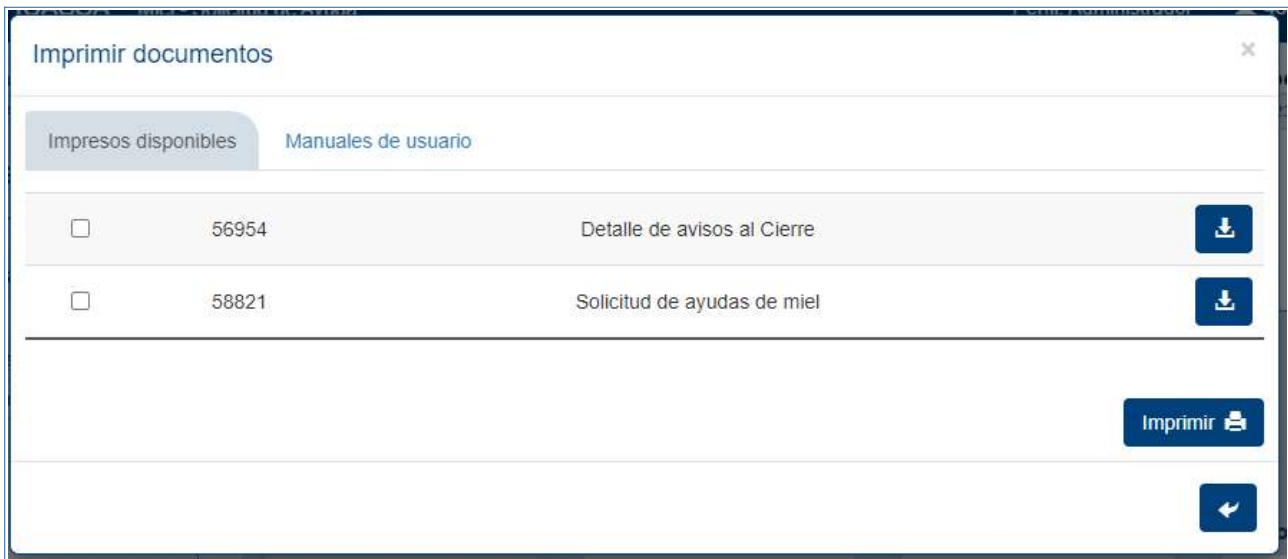 Imprimir documentos ×
Impresos disponibles Manuales de usuario
56954 Detalle de avisos al Cierre
58821 Solicitud de ayudas de miel
Imprimir